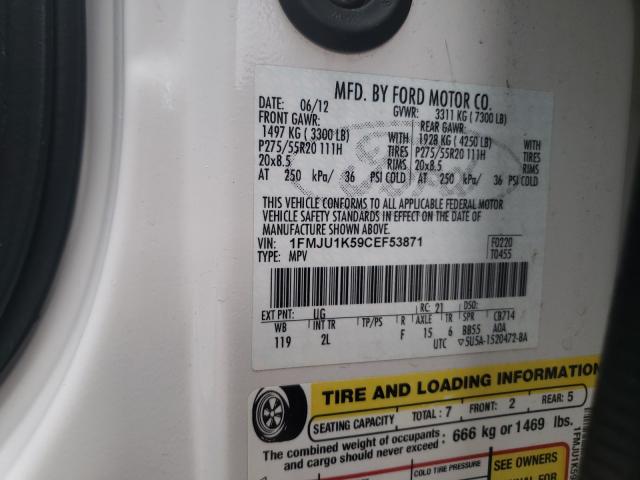 MFD. BY FORD MOTOR CO.
DATE: 06/12 GVWR: 3311 KG ( 7300 LB)
FRONT GAWR: REAR GAWR:
1497 KG ( 3300 LB) WITH 1928 KG ( 4250 LB) WITH
P275/55R20 111H TIRES P275/55R20 111H TIRES
20x8.5 RIMS 20x8.5 RIMS
AT 250 kPa/ 36 PSI COLD AT 250 kPa/ 36 PSI COLD
THIS VEHICLE CONFORMS TO ALL APPLICABLE FEDERAL MOTOR
VEHICLE SAFETY STANDARDS IN EFFECT ON THE DATE OF
MANUFACTURE SHOWN ABOVE.
VIN: 1FMJU1K59CEF53871 F0220
TYPE: MPV T0455
EXT PNT: UG RC: 21 DSO:
WB INT TR TP/PS R AXLE TR SPR CB714
119 2L F 15 6 BB55 AOA
UTC 5U5A-1520472-BA
TIRE AND LOADING INFORMATION
SEATING CAPACITY TOTAL : 7 FRONT: 2 REAR: 5
The combined weight of occupants
and cargo should never exceed : 666 kg or 1469 lbs.
COLD TIRE PRESSURE SEE OWNERS
1FMJU1K59